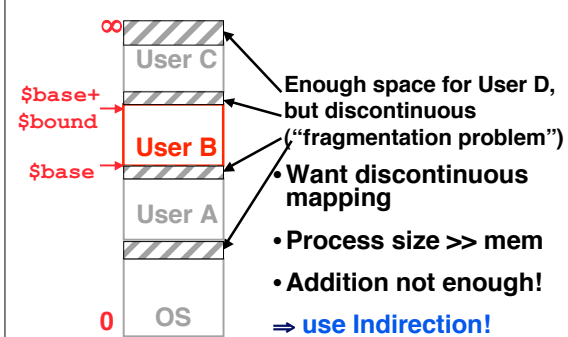 ∞
User C
$base+
$bound
User B
$base
User A
0
OS
Enough space for User D,
but discontinuous
(“fragmentation problem”)
• Want discontinuous
mapping
• Process size >> mem
• Addition not enough!
⇒ use Indirection!